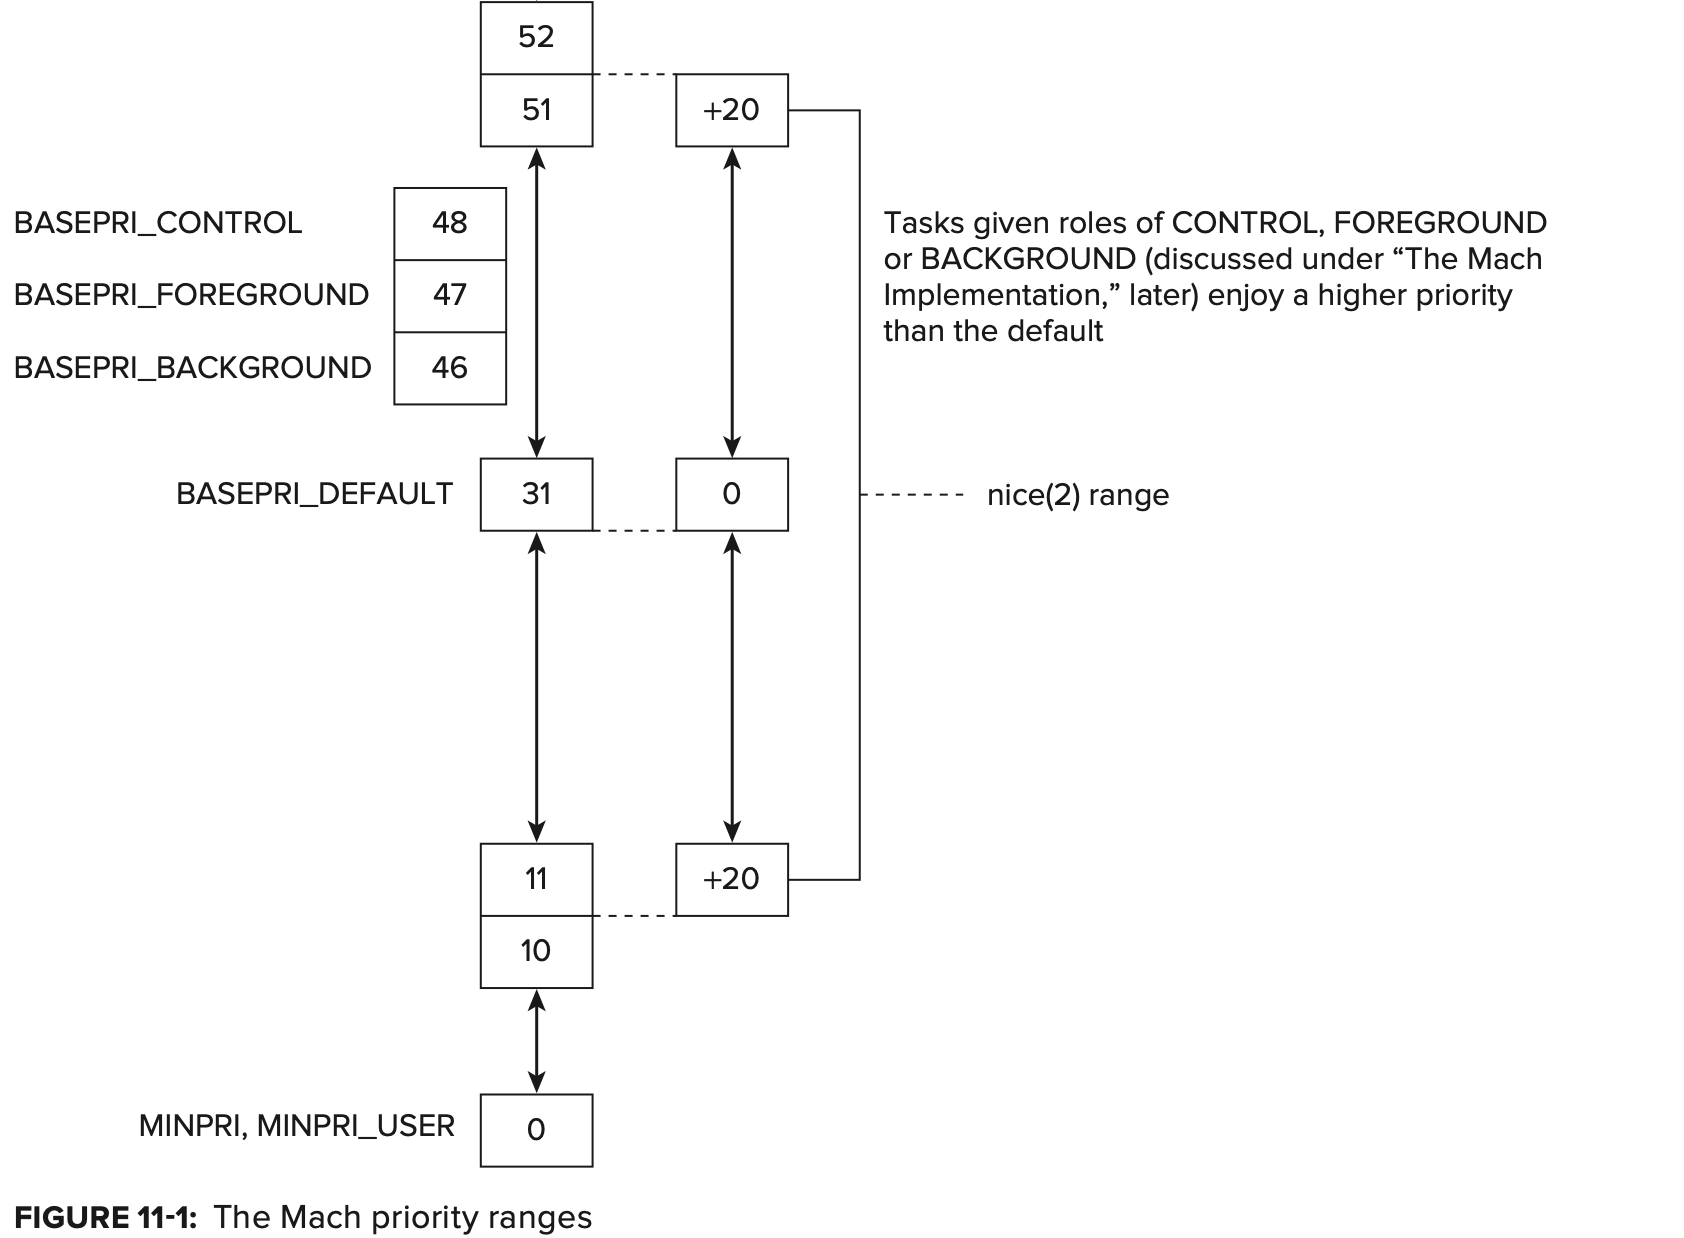 52
51
+20
BASEPRI_CONTROL 48
BASEPRI_FOREGROUND 47
BASEPRI_BACKGROUND 46
Tasks given roles of CONTROL, FOREGROUND
or BACKGROUND (discussed under “The Mach
Implementation,” later) enjoy a higher priority
than the default
BASEPRI_DEFAULT 31
0
nice(2) range
11
+20
10
MINPRI, MINPRI_USER 0
FIGURE 11-1: The Mach priority ranges